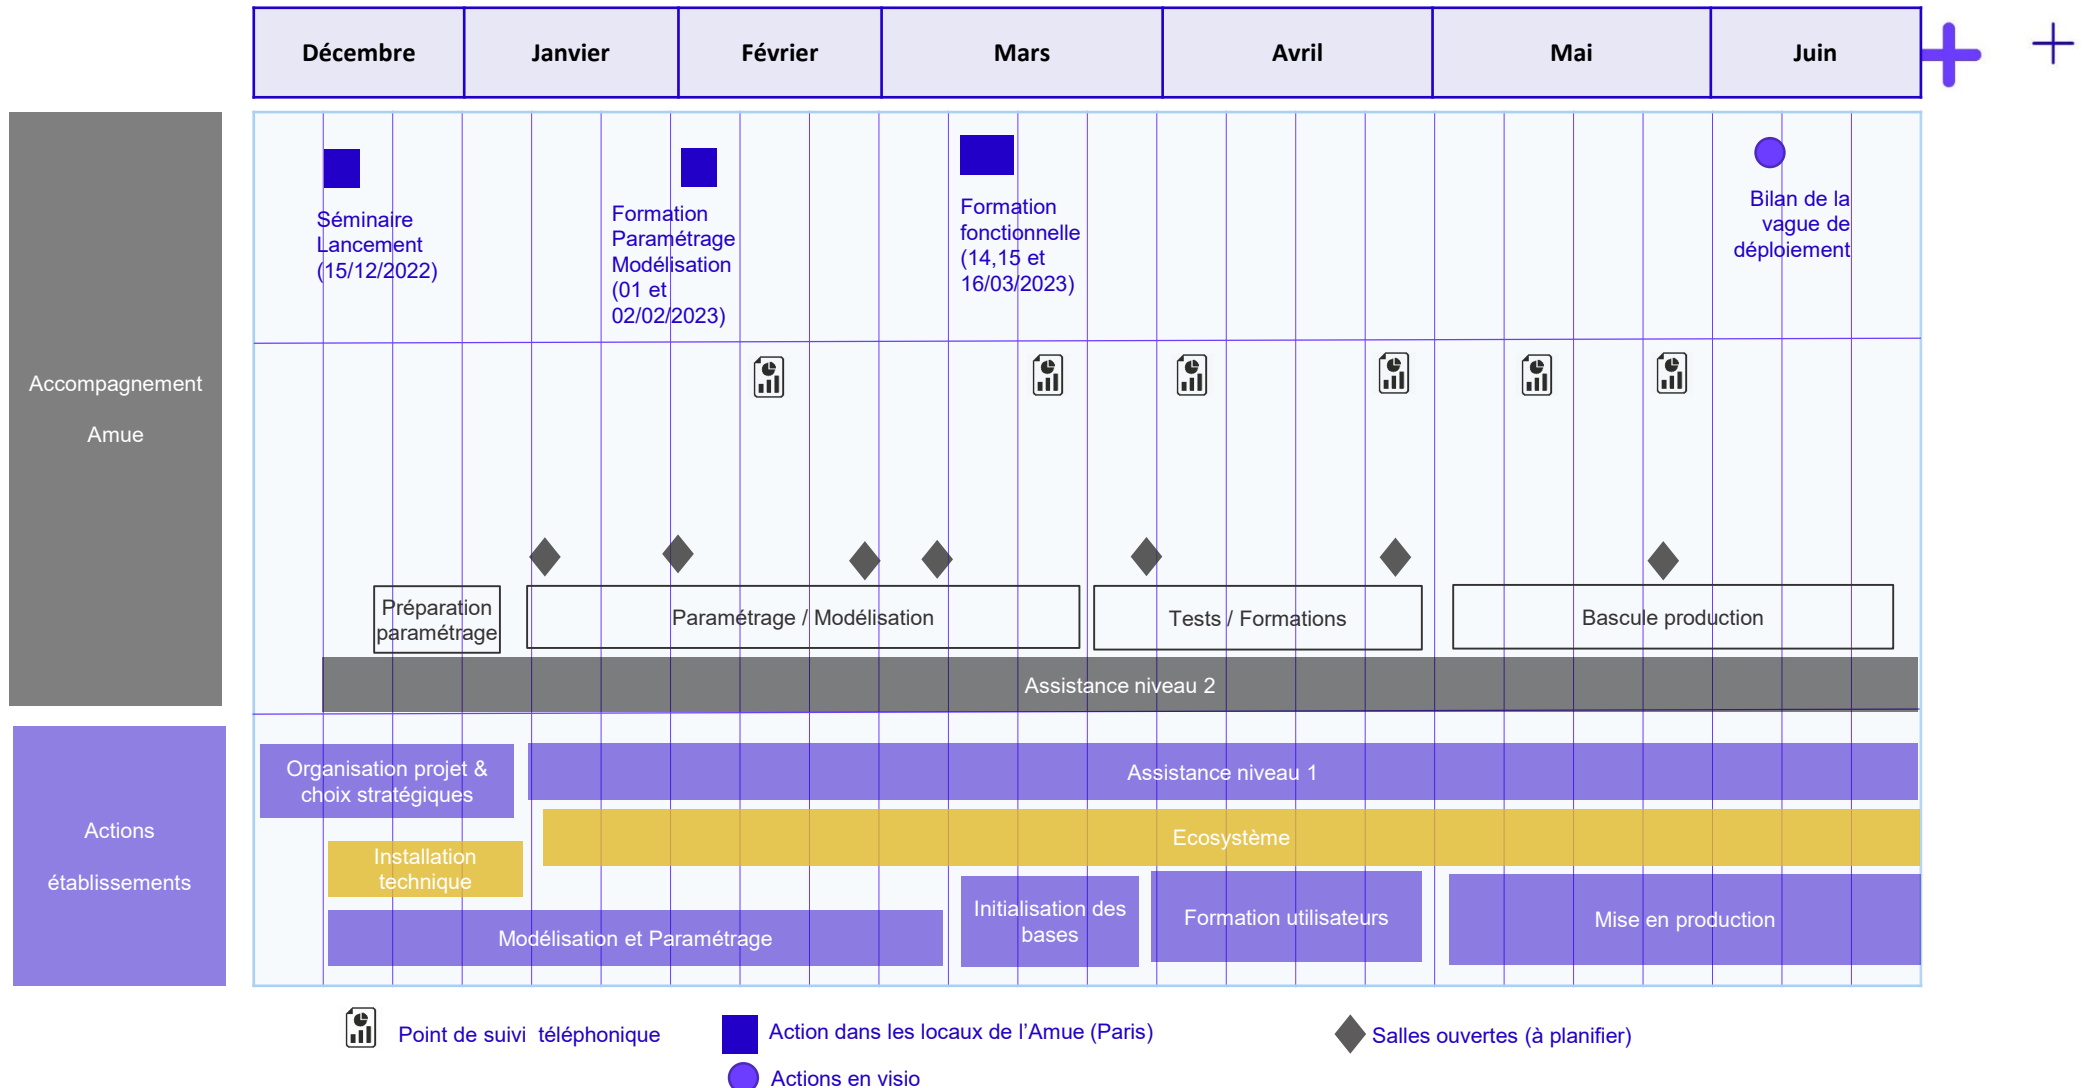 Décembre
Janvier
Février
Mars
Avril
Mai
Juin
Accompagnement
Amue
Séminaire
Lancement
(15/12/2022)
Formation
Paramétrage
Modélisation
(01 et
02/02/2023)
Formation
fonctionnelle
(14,15 et
16/03/2023)
Bilan de la
vague de
déploiement
Préparation
paramétrage
Paramétrage / Modélisation
Tests / Formations
Bascule production
Assistance niveau 2
Actions
établissements
Organisation projet &
choix stratégiques
Assistance niveau 1
Ecosystème
Installation
technique
Modélisation et Paramétrage
Initialisation des
bases
Formation utilisateurs
Mise en production
Point de suivi  téléphonique
Action dans les locaux de l'Amue (Paris)
Salles ouvertes (à planifier)
Actions en visio